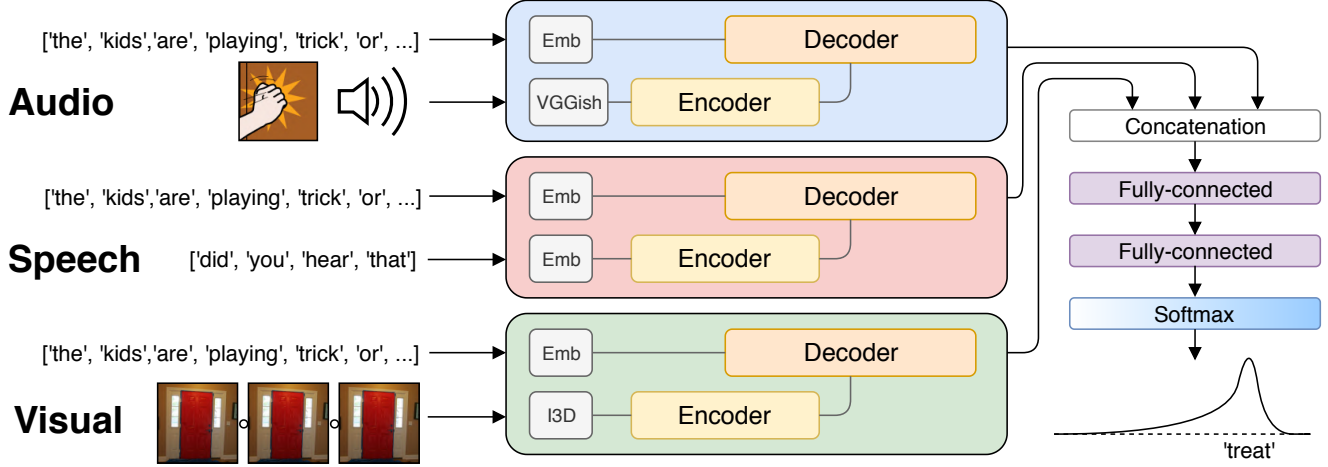 ['the', 'kids','are', 'playing', 'trick', 'or', ...]
Emb
Decoder
Audio
VGGish
Encoder
Concatenation
['the', 'kids','are', 'playing', 'trick', 'or', ...]
Emb
Decoder
Fully-connected
Speech
['did', 'you', 'hear', 'that']
Emb
Encoder
Fully-connected
Softmax
['the', 'kids','are', 'playing', 'trick', 'or', ...]
Emb
Decoder
Visual
I3D
Encoder
'treat'